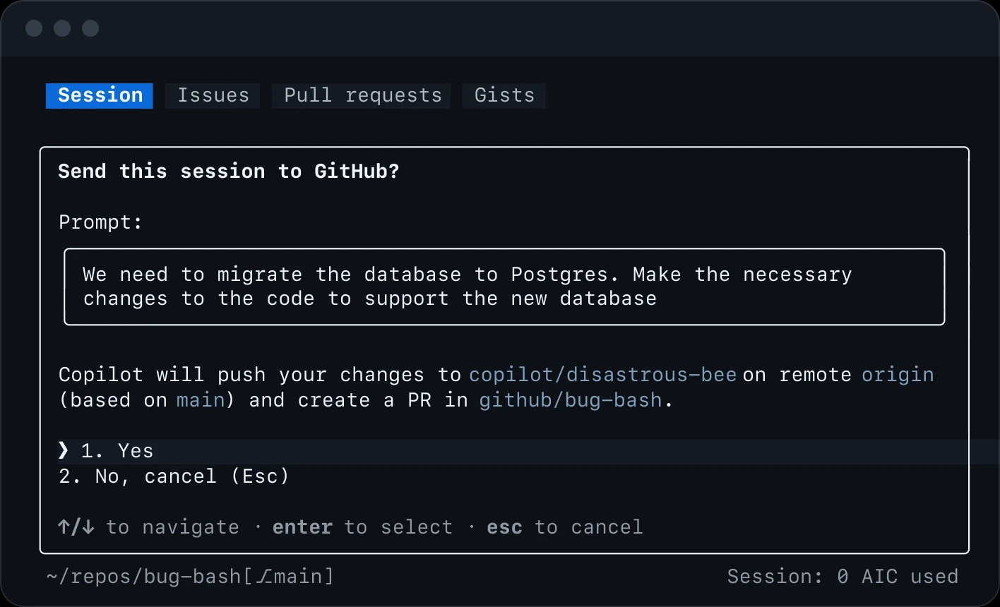 Session Issues Pull requests Gists
Send this session to GitHub?
Prompt:
We need to migrate the database to Postgres. Make the necessary
changes to the code to support the new database
Copilot will push your changes to copilot/disastrous-bee on remote origin
(based on main) and create a PR in github/bug-bash.
❯ 1. Yes
2. No, cancel (Esc)
↑/↓ to navigate · enter to select · esc to cancel
~/repos/bug-bash[⎇main]
Session: 0 AIC used